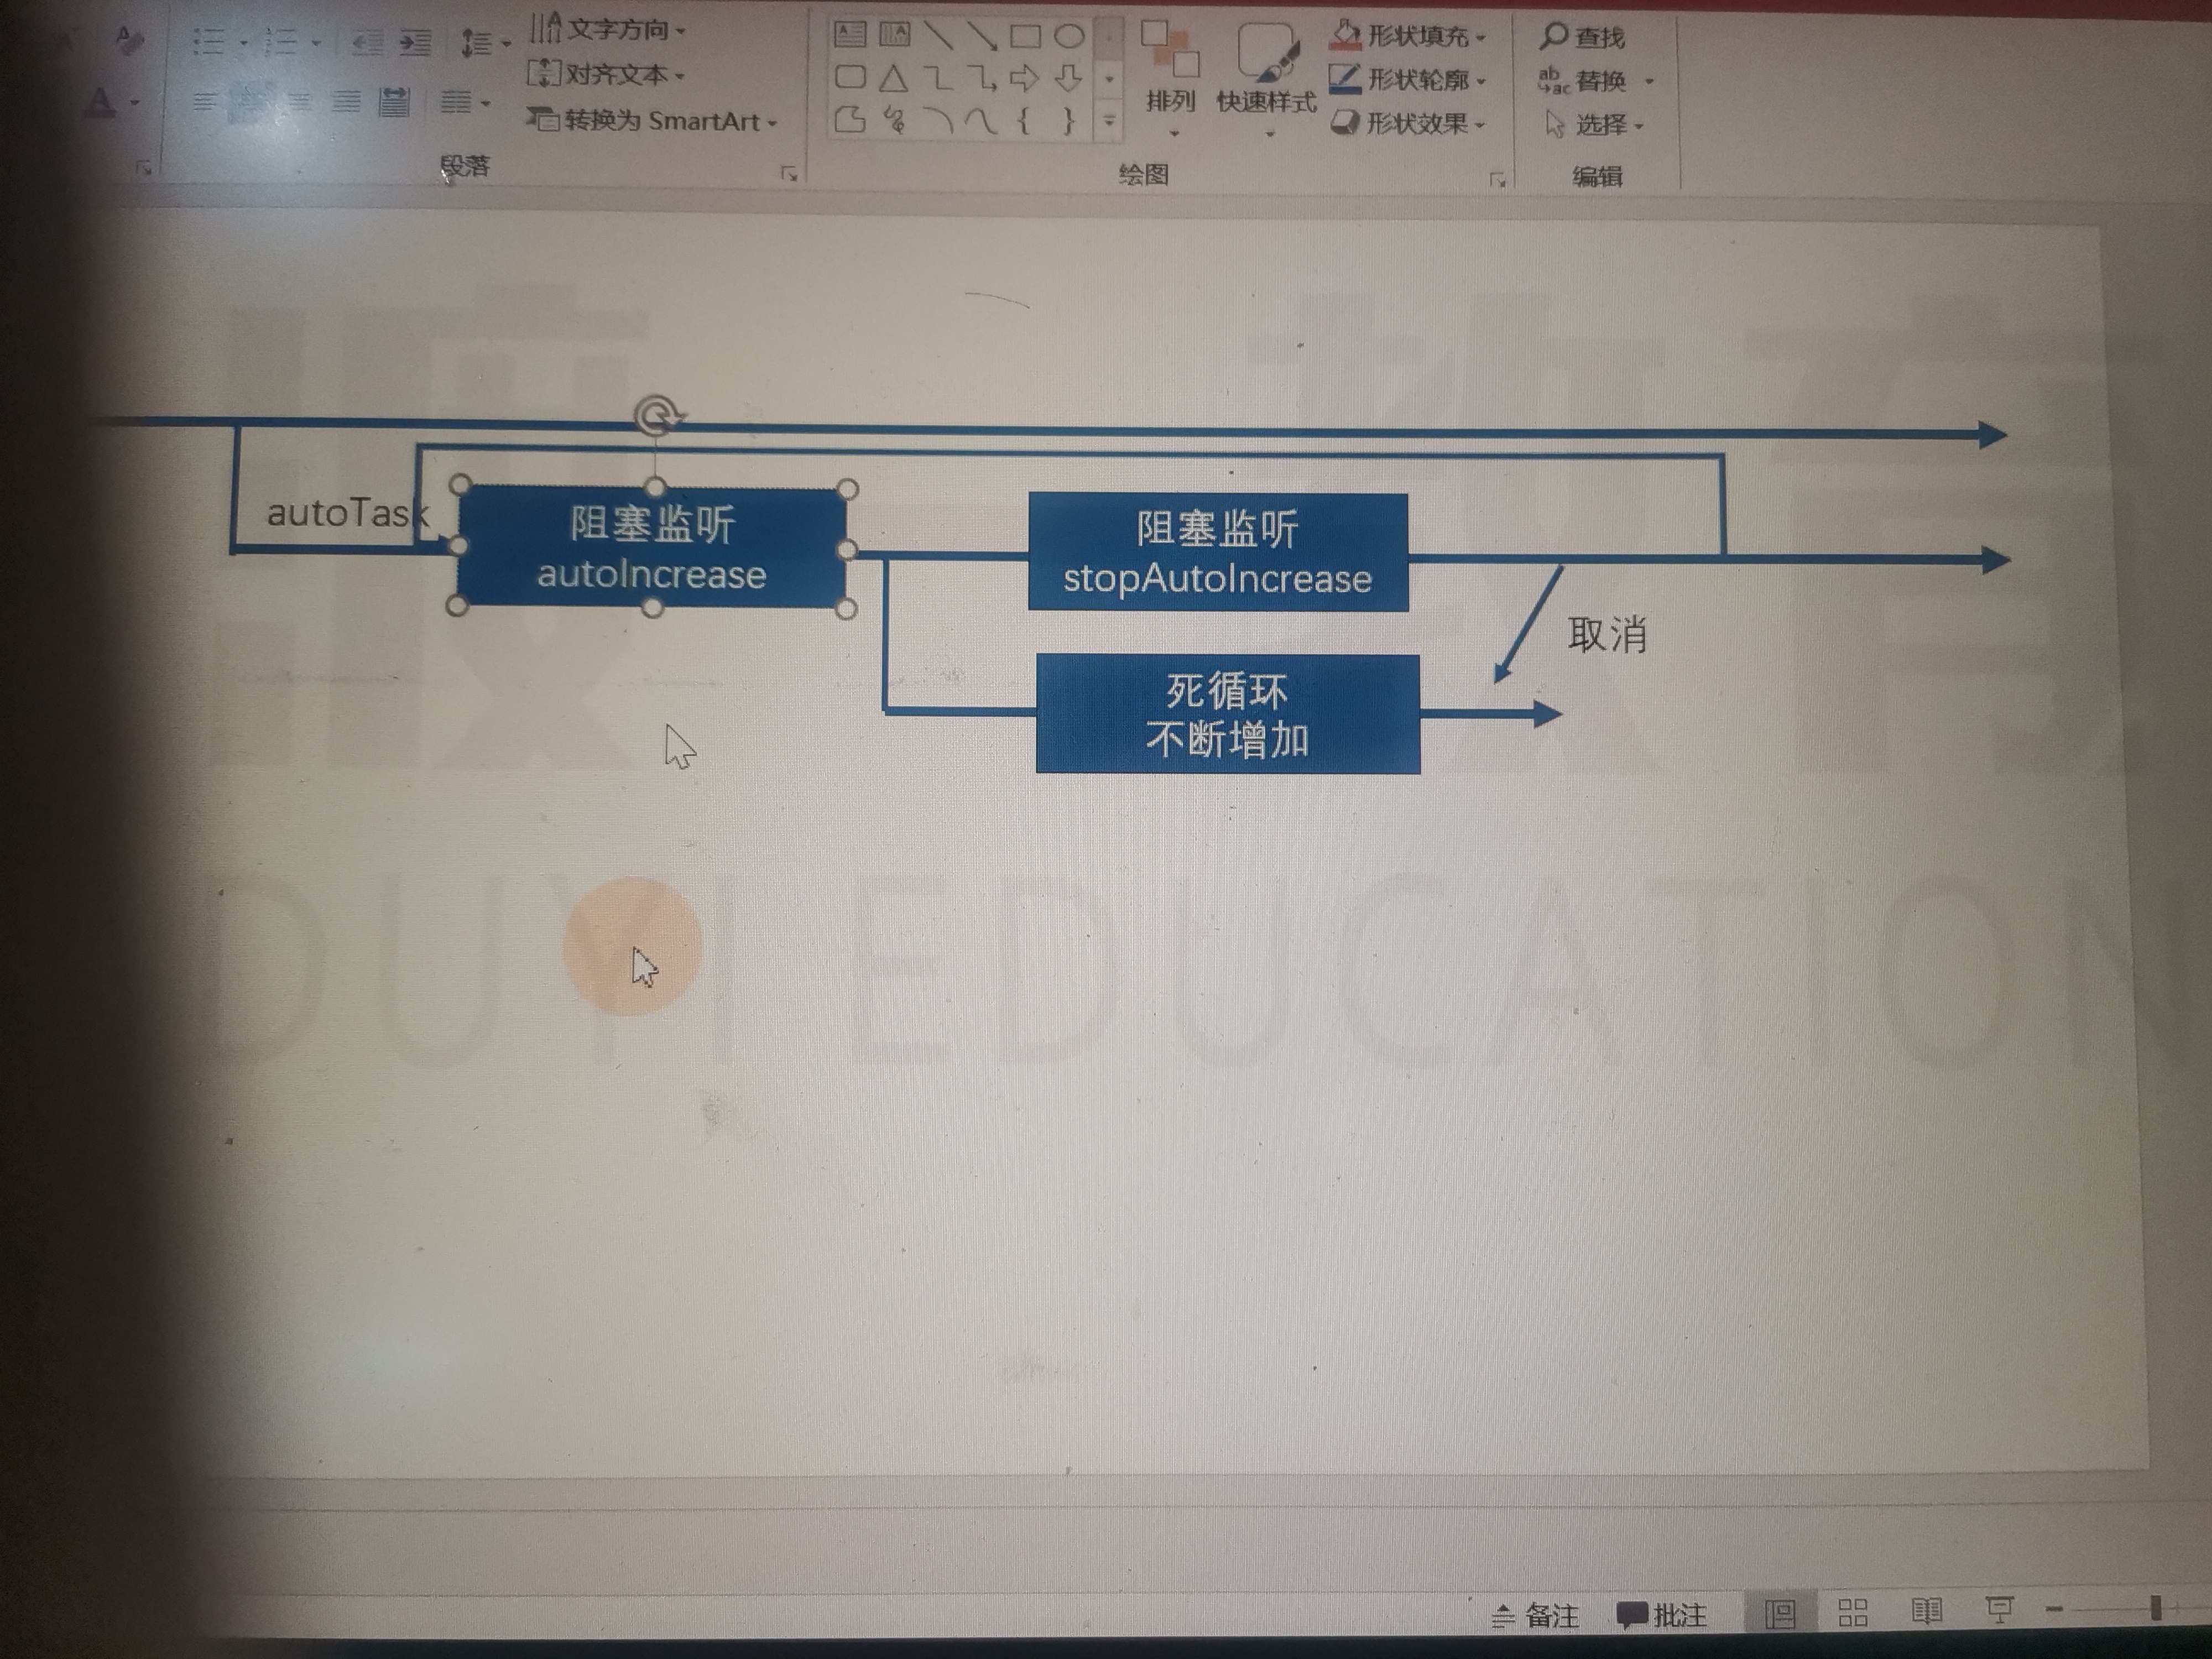 文字方向
对齐文本
转换为 SmartArt
段落
排列
快速样式
形状填充
形状轮廓
形状效果
绘图
查找
替换
选择
编辑
autoTask
阻塞监听
autoIncrease
阻塞监听
stopAutoIncrease
取消
死循环
不断增加
DUYI EDUCATION
备注
批注